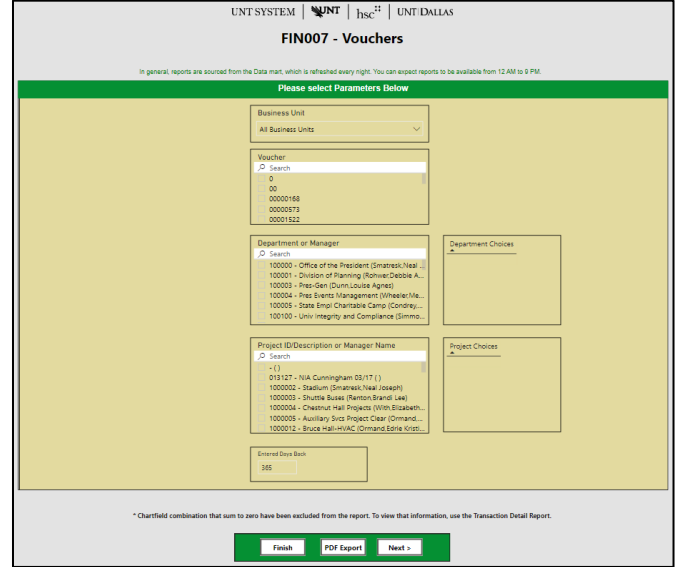 UNT SYSTEM | UNT | hsc | UNT DALLAS
FIN007 - Vouchers
In general, reports are sourced from the Data mart, which is refreshed every night. You can expect reports to be available from 12 AM to 9 PM.
Please select Parameters Below
Business Unit
All Business Units
Voucher
Search
0
00
00000168
00000573
00001522
Department or Manager
Search
100000 - Office of the President (Smatresk,Neal ...
100001 - Division of Planning (Rohwer,Debbie A...
100003 - Pres-Gen (Dunn,Louise Agnes)
100004 - Pres Events Management (Wheeler,Me...
100005 - State Empl Charitable Camp (Condrey,...
100100 - Univ Integrity and Compliance (Simmo...
Department Choices
Project ID/Description or Manager Name
Search
- ( )
013127 - NIA Cunningham 03/17 ( )
1000002 - Stadium (Smatresk,Neal Joseph)
1000003 - Shuttle Buses (Renton,Brandi Lee)
1000004 - Chestnut Hall Projects (With,Elizabeth...
1000005 - Auxillary Svcs Project Clear (Ormand,...
1000012 - Bruce Hall-HVAC (Ormand,Edrie Kristi...
Project Choices
Entered Days Back
365
* Chartfield combination that sum to zero have been excluded from the report. To view that information, use the Transaction Detail Report.
Finish
PDF Export
Next >